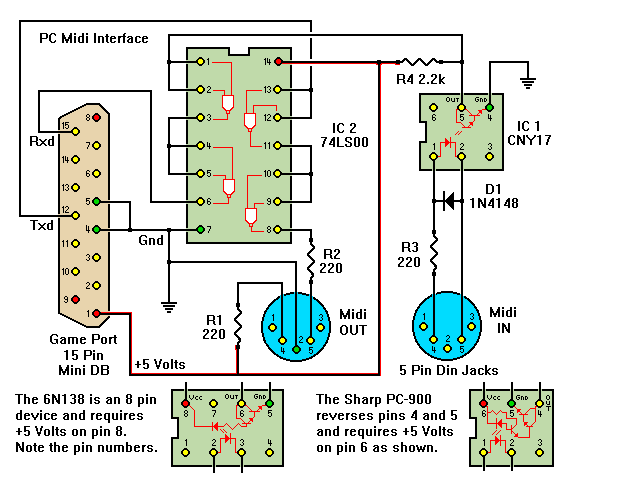 PC Midi Interface
R4 2.2k
IC 2
74LS00
IC 1
CNY17
1
2
3
4
5
6
7
14
13
12
11
10
9
8
OUT
Gnd
6
5
4
1
2
3
8
15
7
14
6
13
5
12
4
11
3
10
2
9
1
Rxd
Txd
Gnd
D1
1N4148
R2
220
R3
220
R1
220
Midi
OUT
1
4
2
5
3
Midi
IN
1
4
2
5
3
Game Port
15 Pin
Mini DB
+5 Volts
5 Pin Din Jacks
The 6N138 is an 8 pin
device and requires
+5 Volts on pin 8.
Note the pin numbers.
Vcc
OUT
Gnd
8
7
6
5
1
2
3
4
The Sharp PC-900
reverses pins 4 and 5
and requires +5 Volts
on pin 6 as shown.
Vcc
Gnd
OUT
6
5
4
1
2
3